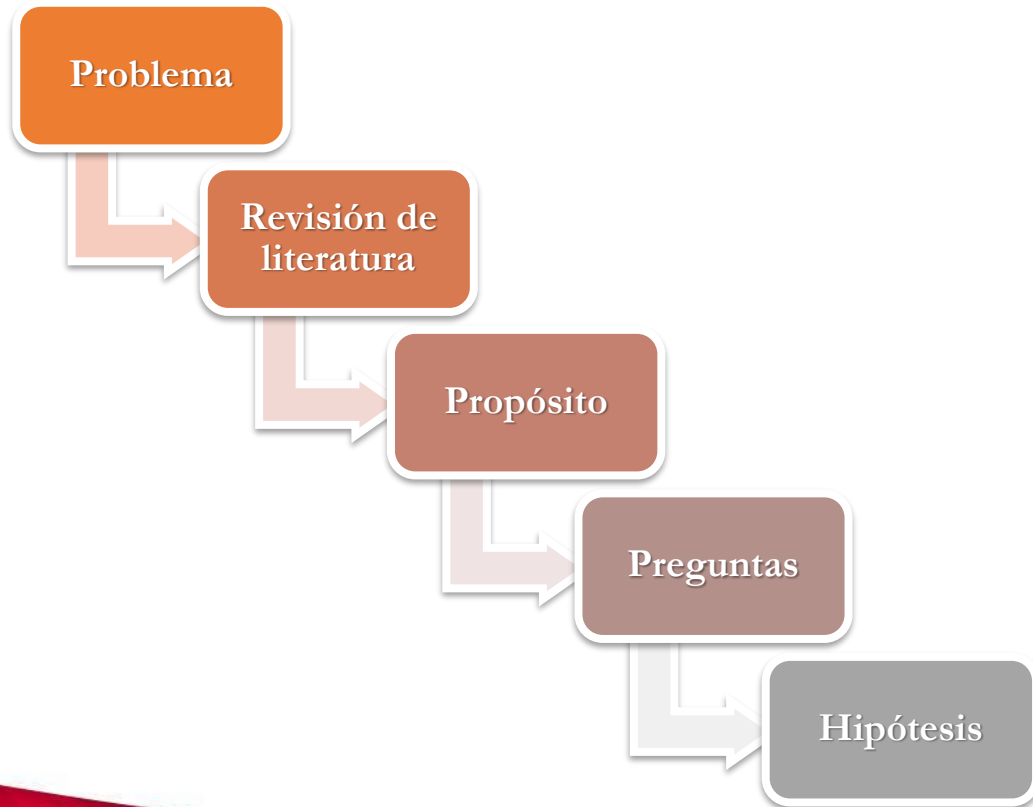 Problema
Revisión de
literatura
Propósito
Preguntas
Hipótesis